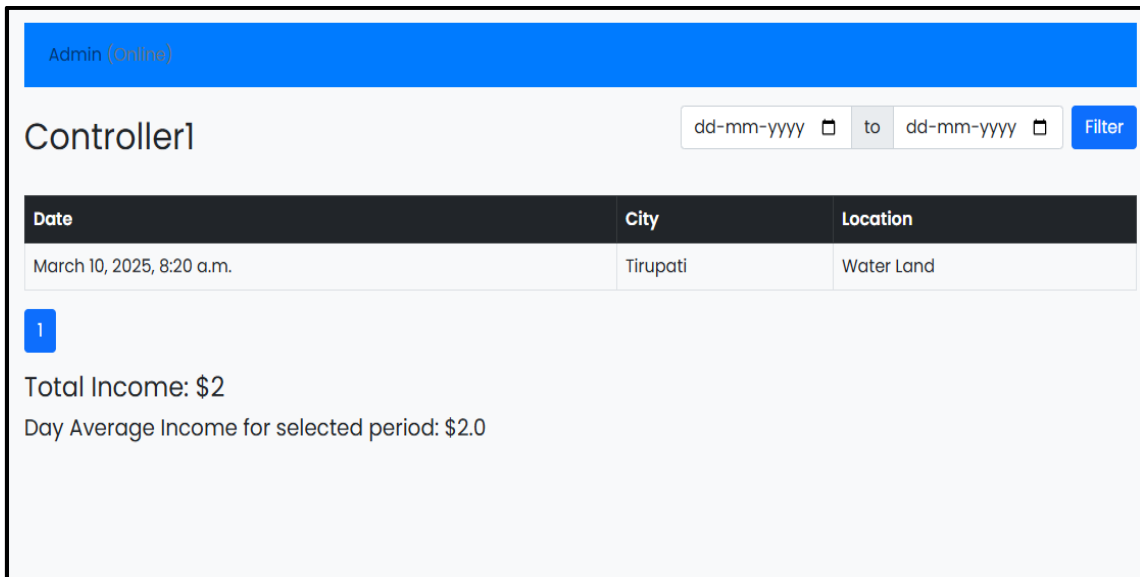 Admin (Online)
Controller1
dd-mm-yyyy to dd-mm-yyyy Filter
Date City Location
March 10, 2025, 8:20 a.m. Tirupati Water Land
1
Total Income: $2
Day Average Income for selected period: $2.0